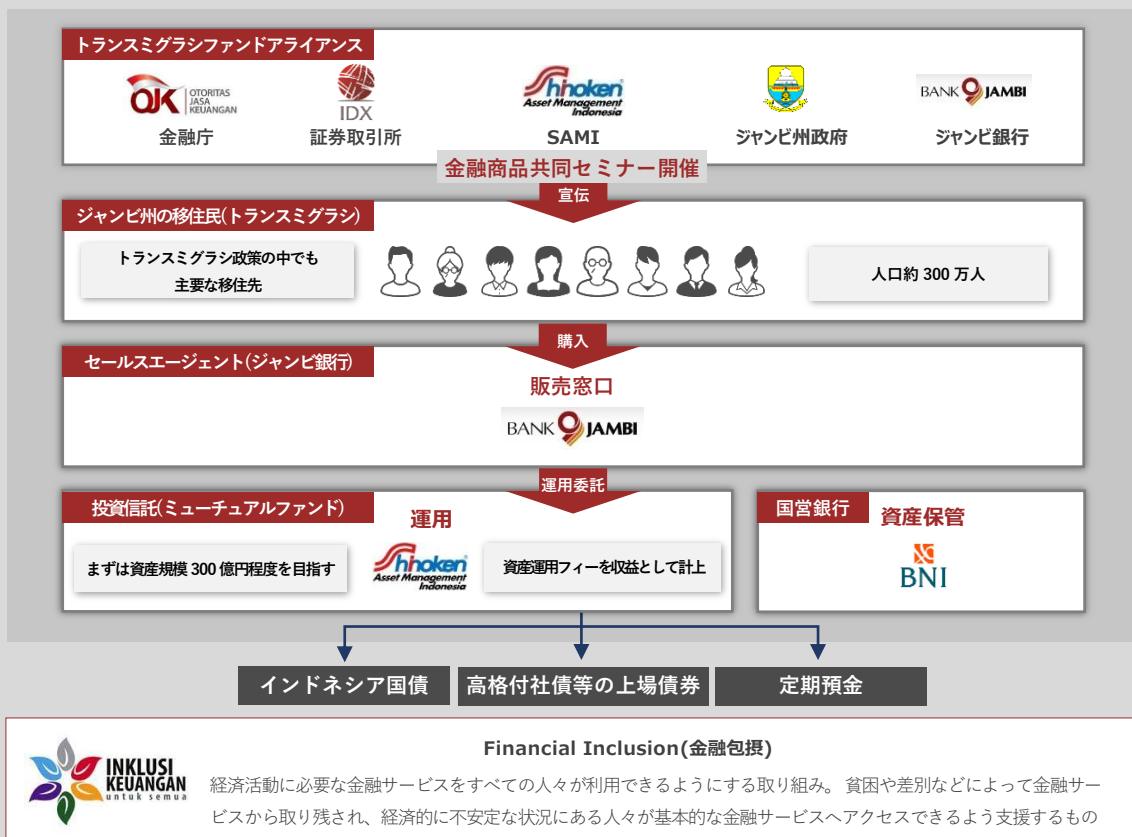 トランスミグラシファンドアライアンス
OJK OTORITAS
JASA
KEUANGAN
金融庁
IDX
証券取引所
Shhoken
Asset Management
Indonesia
SAMI
ジャンビ州政府
BANK 9 JAMBI
ジャンビ銀行
金融商品共同セミナー開催
宣伝
ジャンビ州の移住民(トランスミグラシ)
トランスミグラシ政策の中でも
主要な移住先
人口約 300 万人
購入
セールスエージェント(ジャンビ銀行)
販売窓口
BANK 9 JAMBI
運用委託
投資信託(ミューチュアルファンド)
運用
まずは資産規模 300 億円程度を目指す
Shhoken
Asset Management
Indonesia
資産運用フィーを収益として計上
国営銀行
資産保管
BNI
インドネシア国債
高格付社債等の上場債券
定期預金
INKLUSI
KEUANGAN
untuk semua
Financial Inclusion(金融包摂)
経済活動に必要な金融サービスをすべての人々が利用できるようにする取り組み。 貧困や差別などによって金融サー
ビスから取り残され、経済的に不安定な状況にある人々が基本的な金融サービスへアクセスできるよう支援するもの